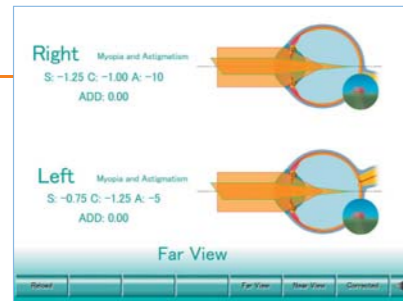 Right Myopia and Astigmatism
S: -1.25 C: -1.00 A: -10
ADD: 0.00
Left Myopia and Astigmatism
S: -0.75 C: -1.25 A: -5
ADD: 0.00
Far View
Reload Far View Near View Corrected